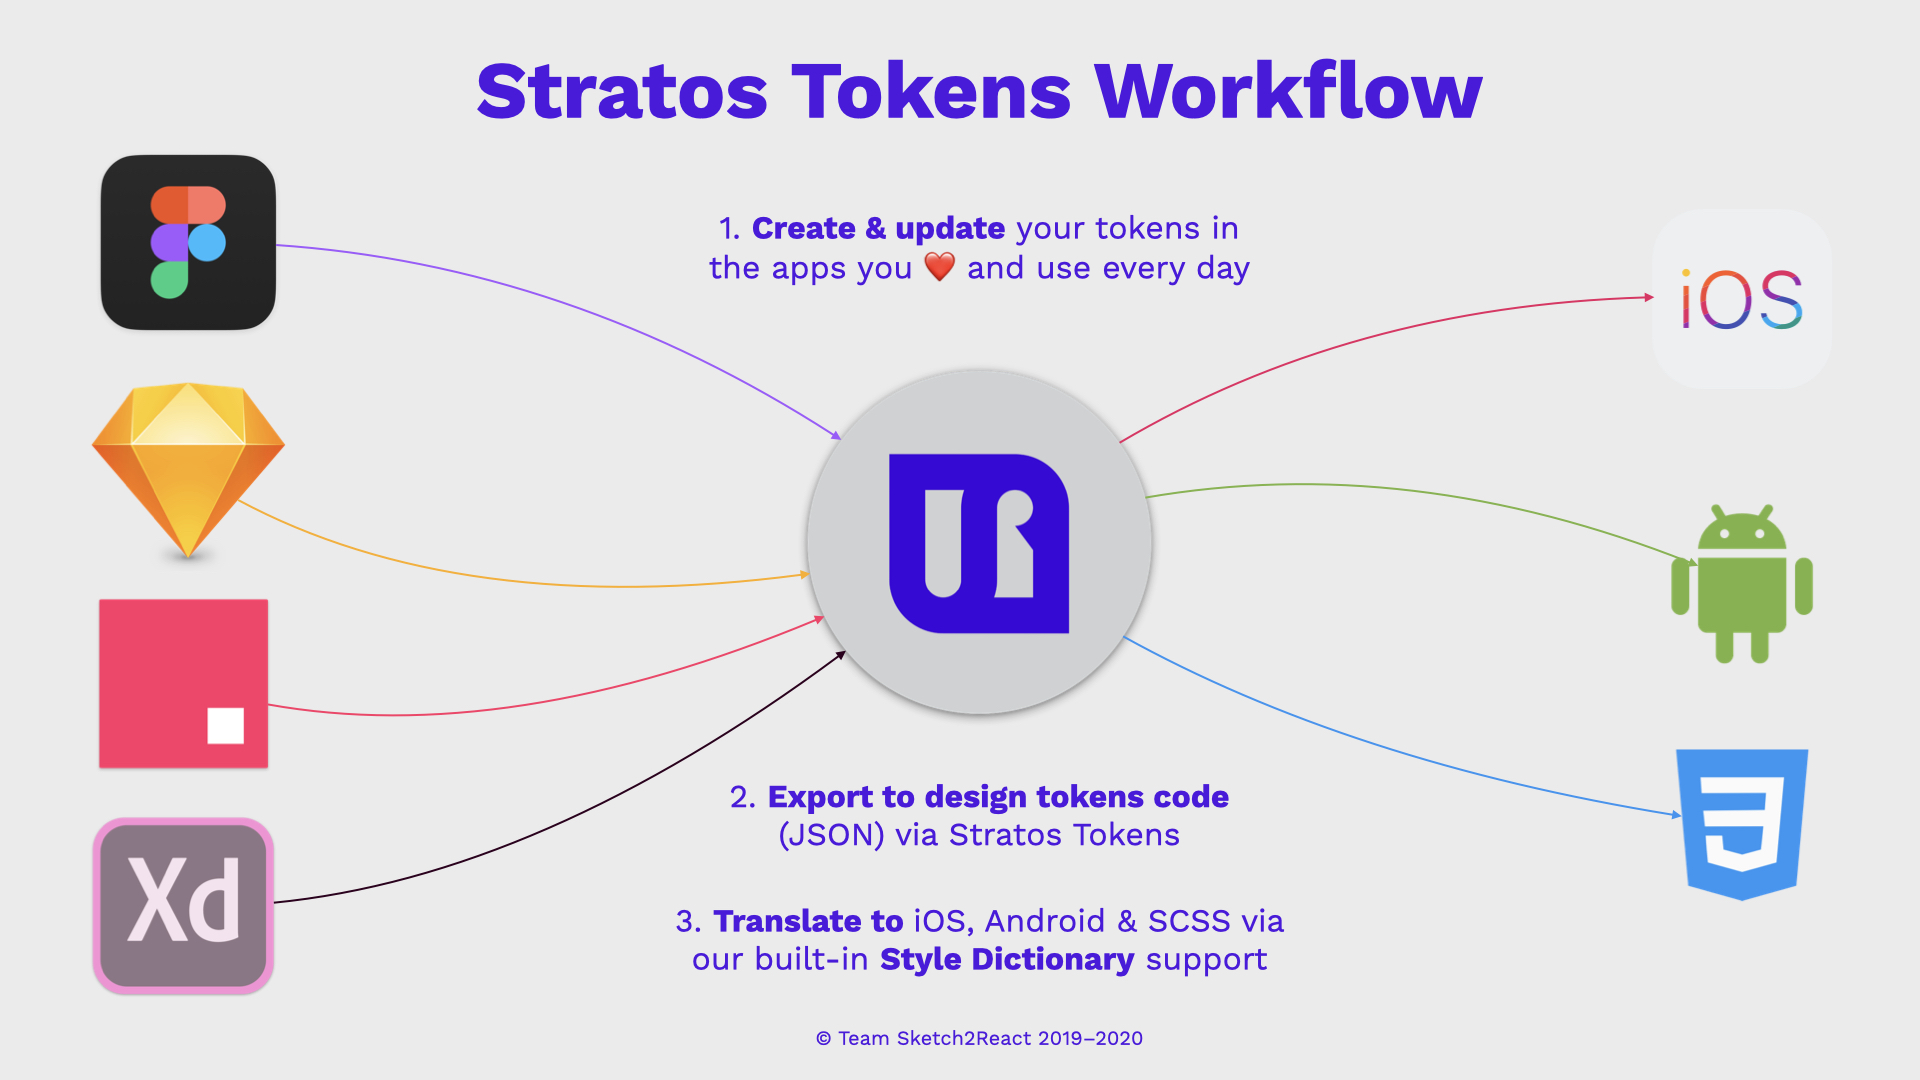 Stratos Tokens Workflow
1. Create & update your tokens in
the apps you ❤️ and use every day
iOS
2. Export to design tokens code
(JSON) via Stratos Tokens
Xd
3. Translate to iOS, Android & SCSS via
our built-in Style Dictionary support
© Team Sketch2React 2019–2020